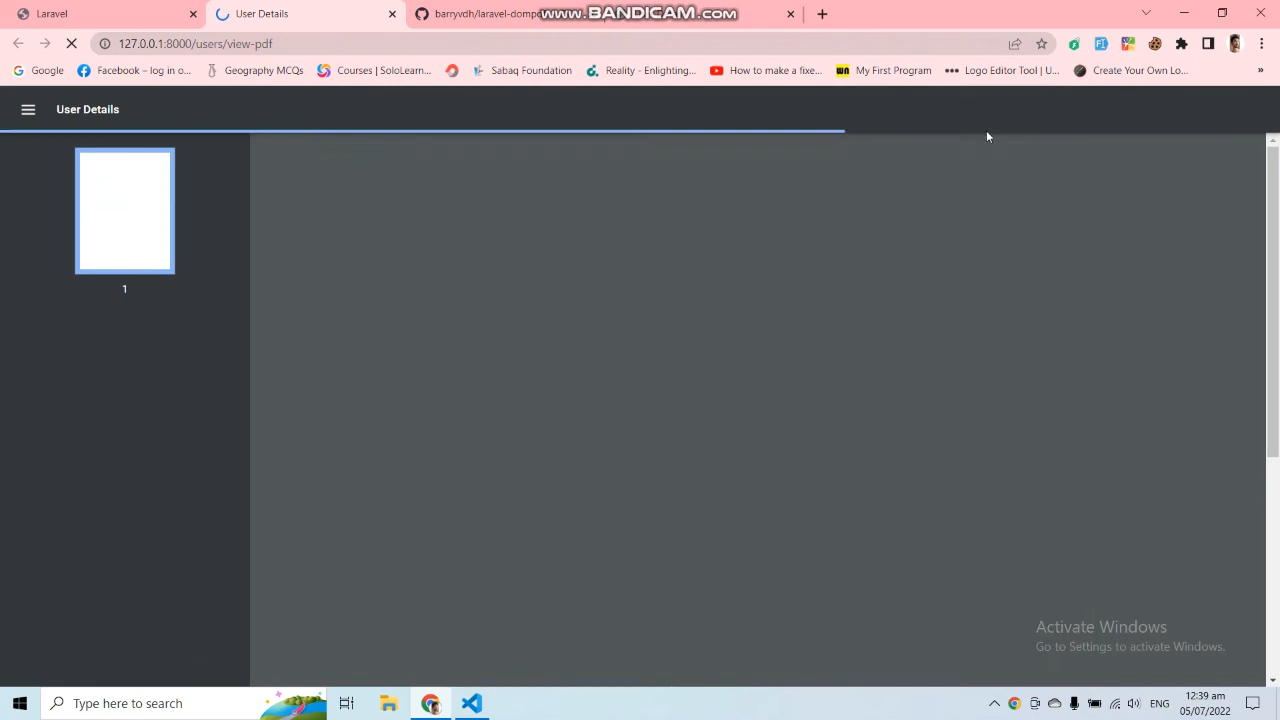 Laravel
User Details
barryvdh/laravel-domp
www.BANDICAM.com
127.0.0.1:8000/users/view-pdf
Google
Facebook Log in o...
Geography MCQs
Courses | SoloLearn...
Sabaq Foundation
Reality - Enlighting...
How to make a fixe...
My First Program
Logo Editor Tool | U...
Create Your Own Lo...
»
User Details
1
Activate Windows
Go to Settings to activate Windows.
Type here to search
ENG
12:39 am
05/07/2022